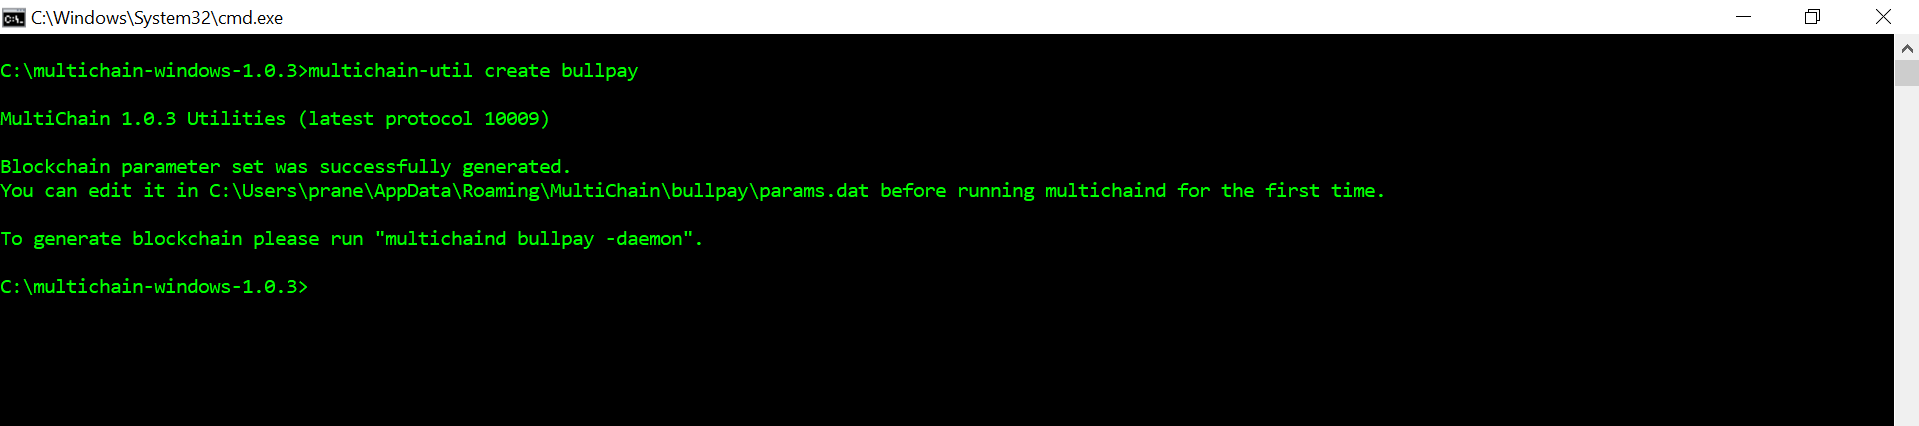 C:\Windows\System32\cmd.exe
C:\multichain-windows-1.0.3>multichain-util create bullpay
MultiChain 1.0.3 Utilities (latest protocol 10009)
Blockchain parameter set was successfully generated.
You can edit it in C:\Users\prane\AppData\Roaming\MultiChain\bullpay\params.dat before running multichaind for the first time.
To generate blockchain please run "multichaind bullpay -daemon".
C:\multichain-windows-1.0.3>